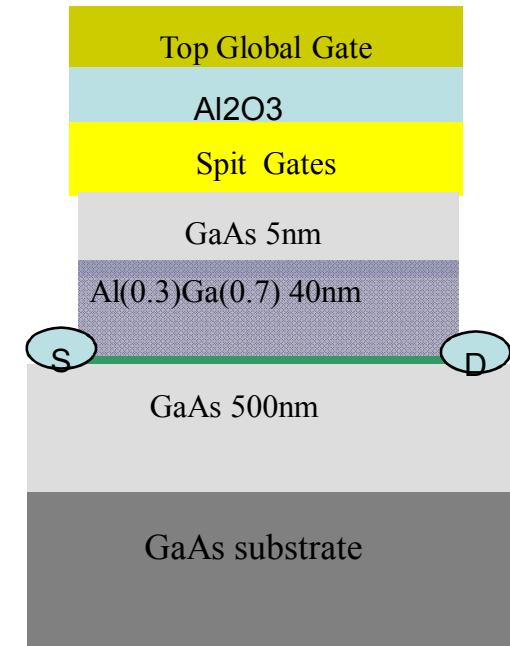 Top Global Gate
Al2O3
Spit Gates
GaAs 5nm
Al(0.3)Ga(0.7) 40nm
S
D
GaAs 500nm
GaAs substrate